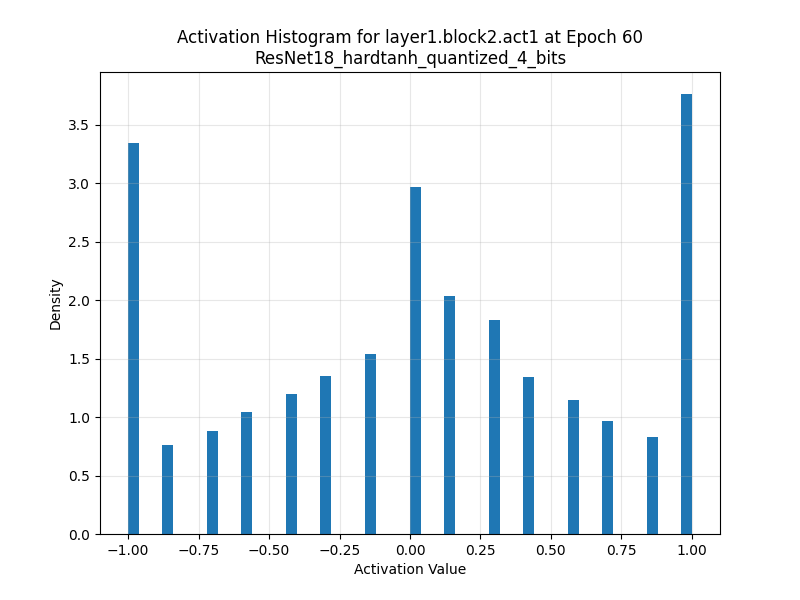 Activation Histogram for layer1.block2.act1 at Epoch 60
ResNet18_hardtanh_quantized_4_bits
3.5
3.0
2.5
2.0
1.5
1.0
0.5
0.0
Density
−1.00 −0.75 −0.50 −0.25 0.00 0.25 0.50 0.75 1.00
Activation Value